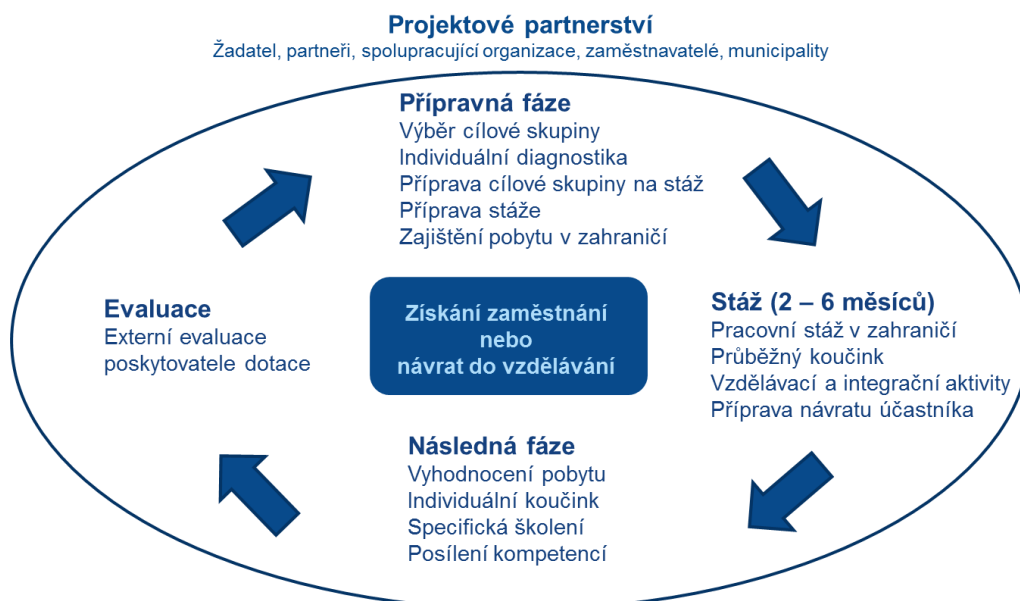 Projektové partnerství
Žadatel, partneři, spolupracující organizace, zaměstnavatelé, municipality
Přípravná fáze
Výběr cílové skupiny
Individuální diagnostika
Příprava cílové skupiny na stáž
Příprava stáže
Zajištění pobytu v zahraničí
Stáž (2 – 6 měsíců)
Pracovní stáž v zahraničí
Průběžný koučink
Vzdělávací a integrační aktivity
Příprava návratu účastníka
Následná fáze
Vyhodnocení pobytu
Individuální koučink
Specifická školení
Posílení kompetencí
Evaluace
Externí evaluace
poskytovatele dotace
Získání zaměstnání
nebo
návrat do vzdělávání